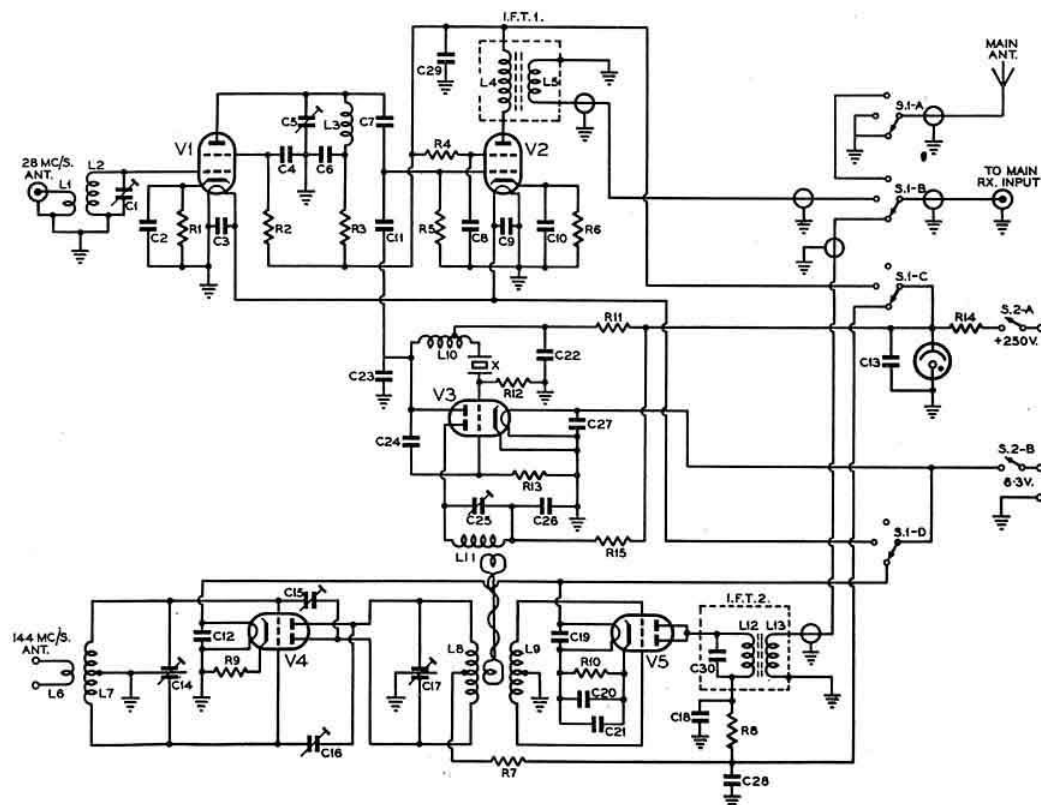 I.F.T.1.
MAIN
ANT.
C29
L4
L5
S.1-A
C5
L3
C7
V1
R4
V2
28 MC/S.
ANT.
L2
L1
C4
C6
TO MAIN
RX. INPUT
S.1-B
C1
C2
R1
C3
R2
R3
C11
R5
C8
C9
C10
R6
S.1-C
R11
R14
S.2-A
+250V.
L10
C22
C13
X
C23
R12
V3
C24
C27
S.2-B
6·3V.
R13
C25
C26
S.1-D
L11
R15
C15
I.F.T.2.
144 MC/S.
ANT.
C12
V4
C19
V5
L12
L13
L8
L9
R9
C14
C17
R10
C30
L6
L7
C20
C21
C18
R8
C16
R7
C28